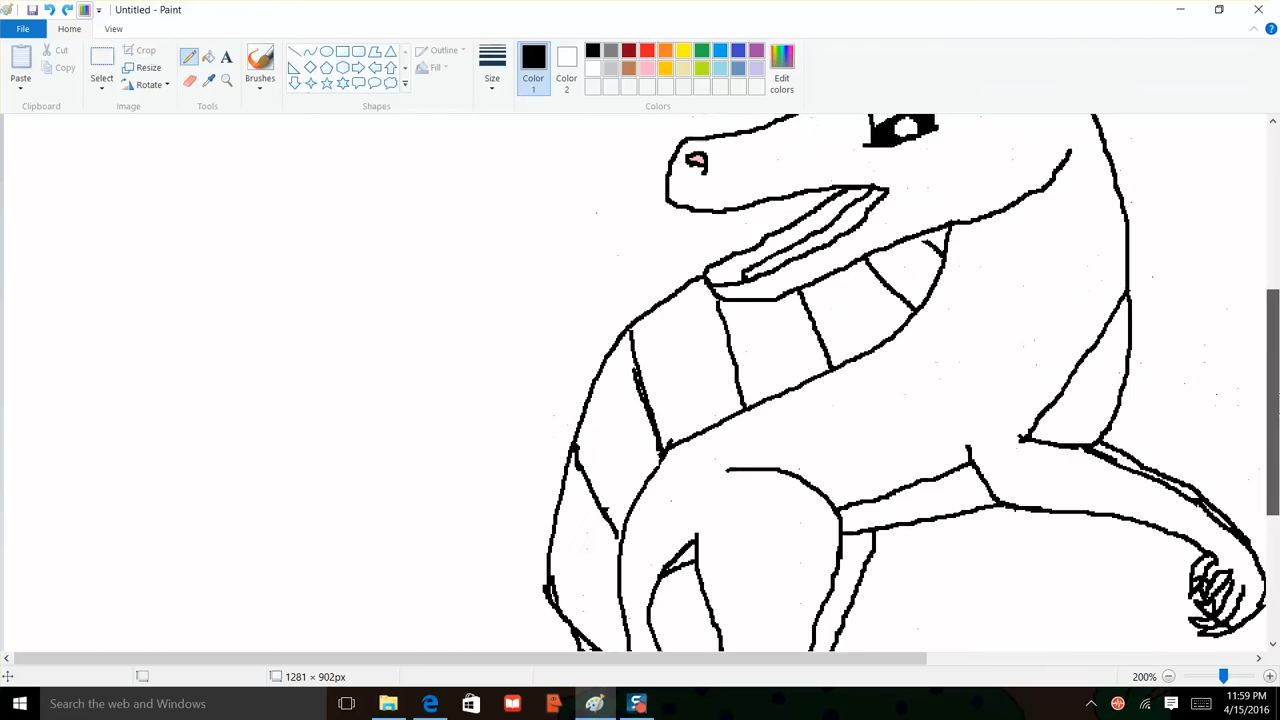 Untitled - Paint
File Home View
Paste
Cut
Copy
Clipboard
Select
Crop
Resize
Rotate
Image
A
Tools
Brushes
Outline
Fill
Shapes
Size
Color 1
Color 2
Edit colors
Colors
1281 × 902px
200%
Search the web and Windows
11:59 PM
4/15/2016